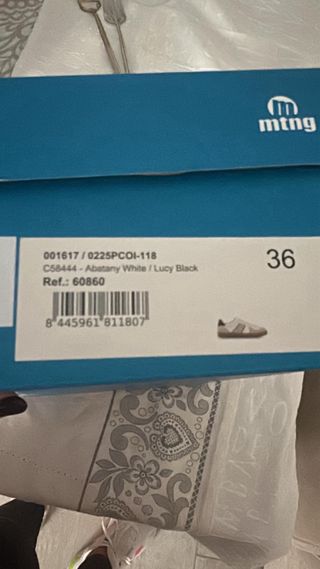 m
mtng
001617 / 0225PCOI-118
36
C58444 - Abatany White / Lucy Black
Ref.: 60860
8 445961 811807